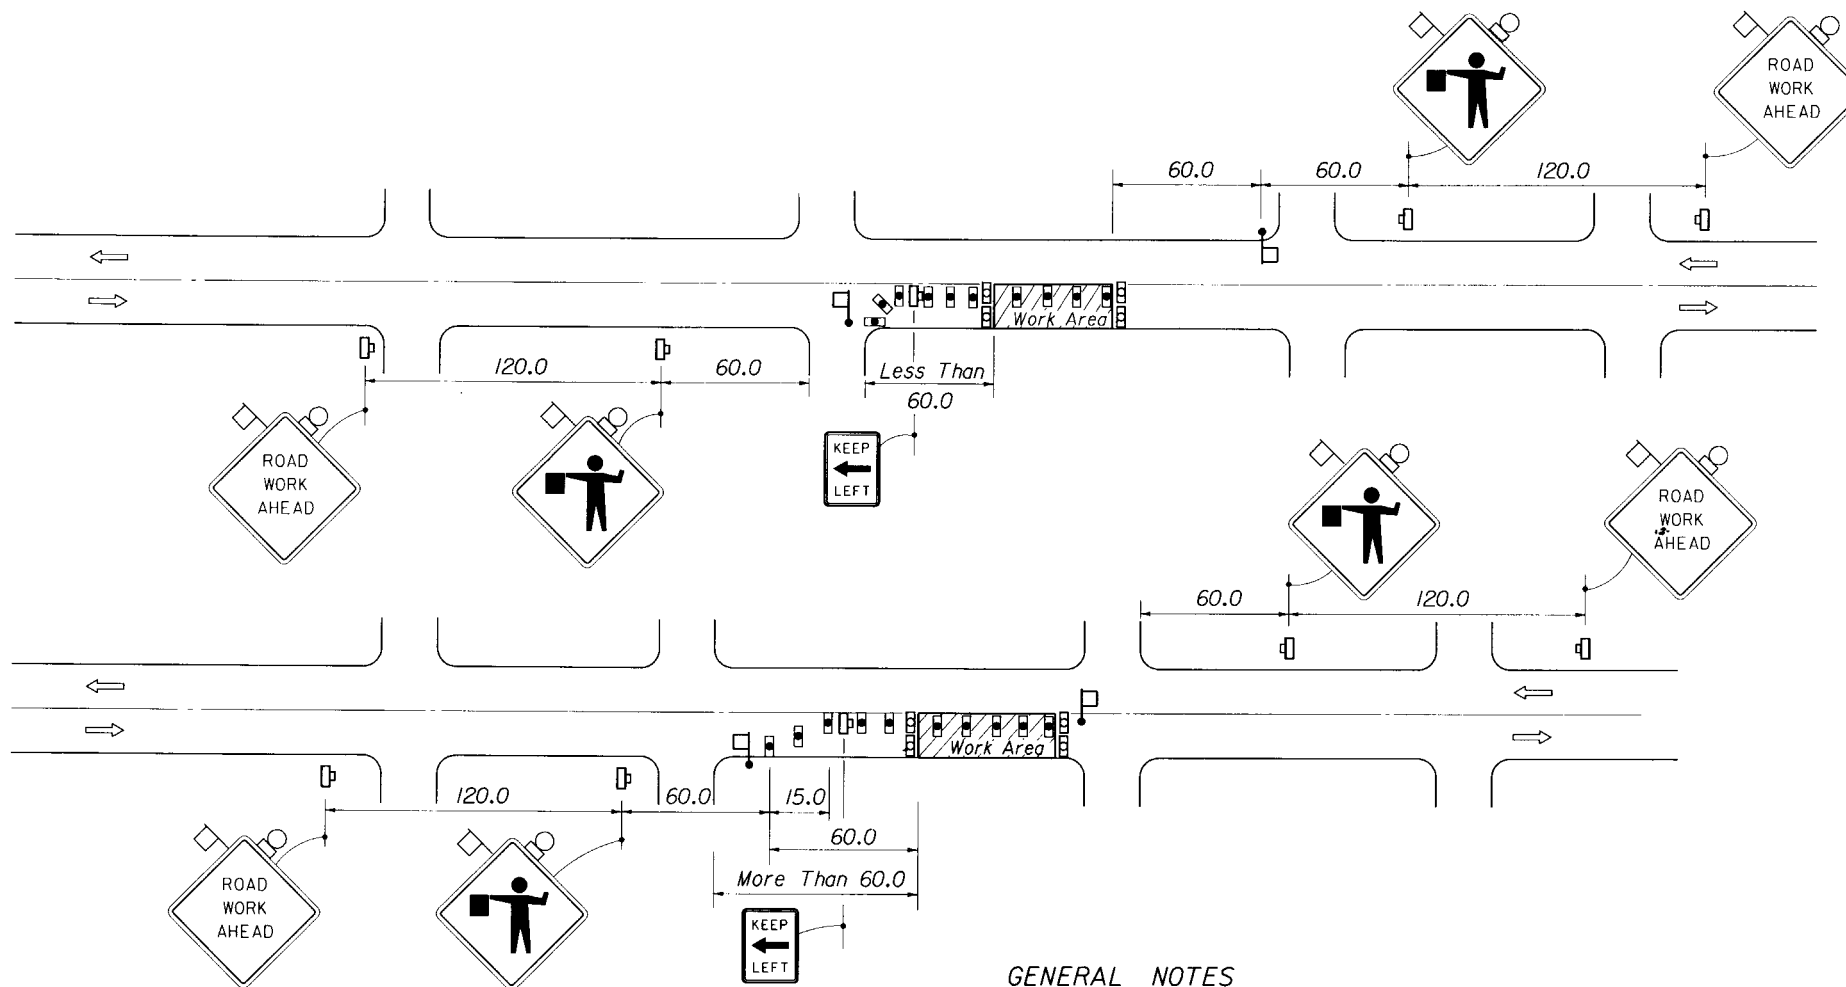 ROAD
WORK
AHEAD
60.0
60.0
120.0
Work Area
120.0
60.0
Less Than
60.0
ROAD
WORK
AHEAD
KEEP
LEFT
ROAD
WORK
AHEAD
60.0
120.0
Work Area
120.0
60.0
15.0
60.0
More Than 60.0
ROAD
WORK
AHEAD
KEEP
LEFT
GENERAL NOTES